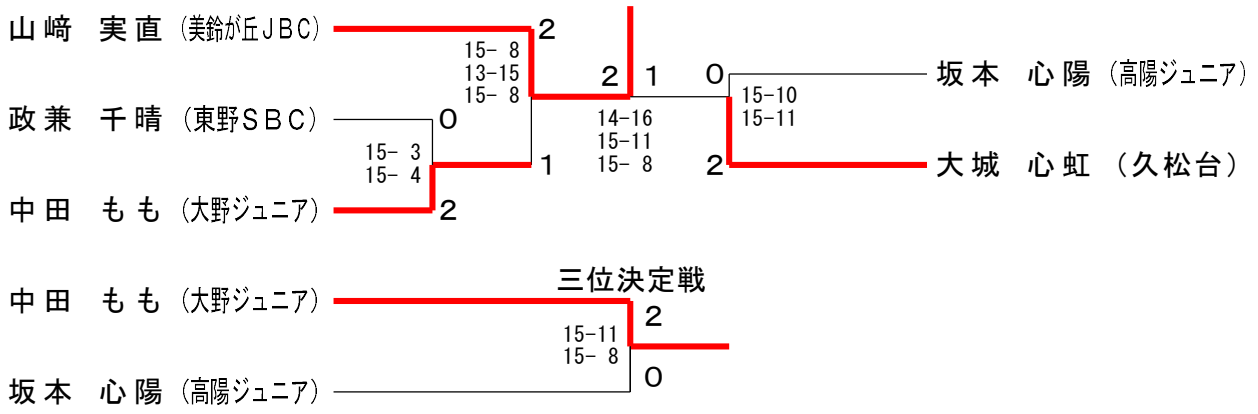 山﨑 実直 (美鈴が丘JBC)
2
15- 8
13-15
15- 8
2
1
14-16
15-11
15- 8
0
15-10
15-11
2
坂本 心陽 (高陽ジュニア)
政兼 千晴 (東野SBC)
0
15- 3
15- 4
1
大城 心虹 (久松台)
中田 もも (大野ジュニア)
2
三位決定戦
中田 もも (大野ジュニア)
2
15-11
15- 8
0
坂本 心陽 (高陽ジュニア)